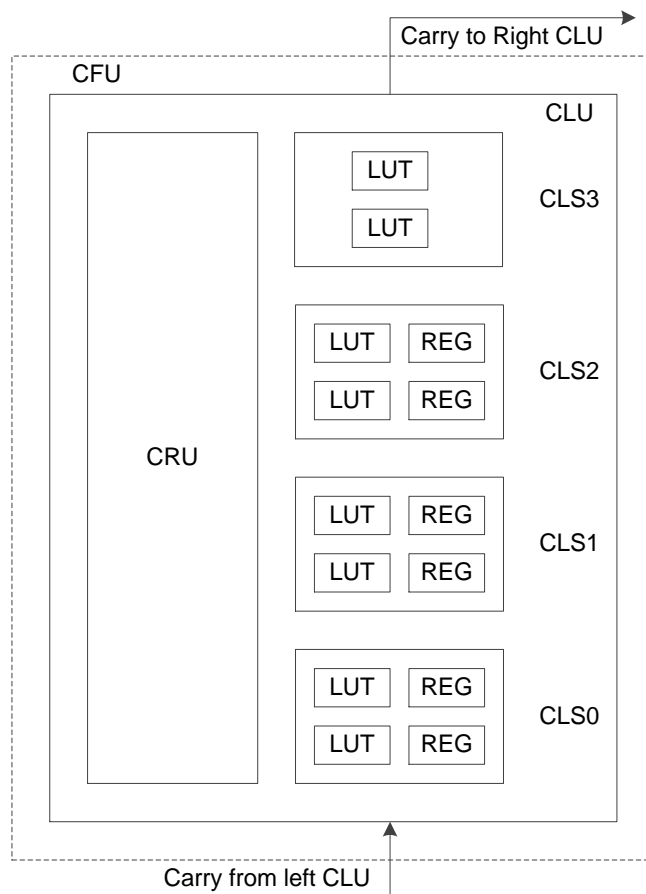 Carry to Right CLU
CFU
CLU
LUT
LUT
CLS3
LUT REG
LUT REG
CLS2
CRU
LUT REG
LUT REG
CLS1
LUT REG
LUT REG
CLS0
Carry from left CLU